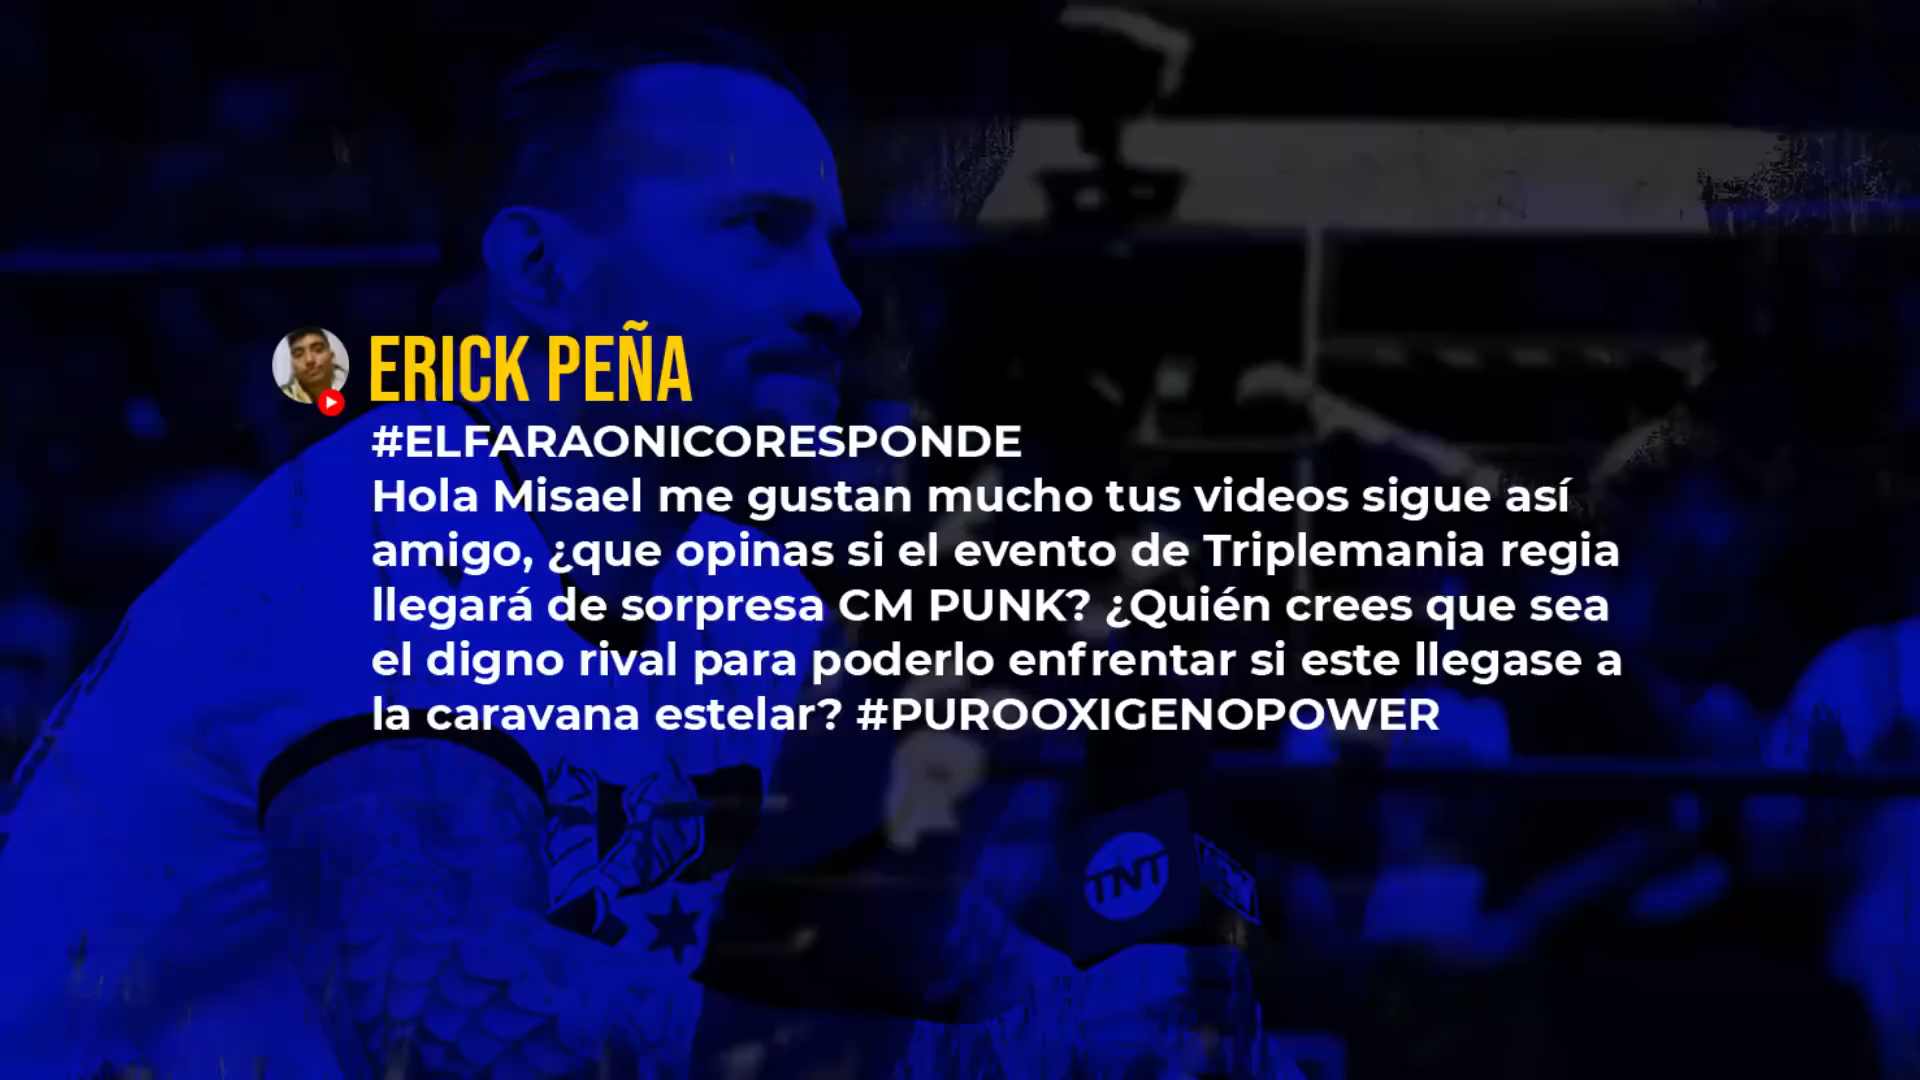 ERICK PEÑA
#ELFARAONICORESPONDE
Hola Misael me gustan mucho tus videos sigue así
amigo, ¿que opinas si el evento de Triplemania regia
llegará de sorpresa CM PUNK? ¿Quién crees que sea
el digno rival para poderlo enfrentar si este llegase a
la caravana estelar? #PUROOXIGENOPOWER
TNT